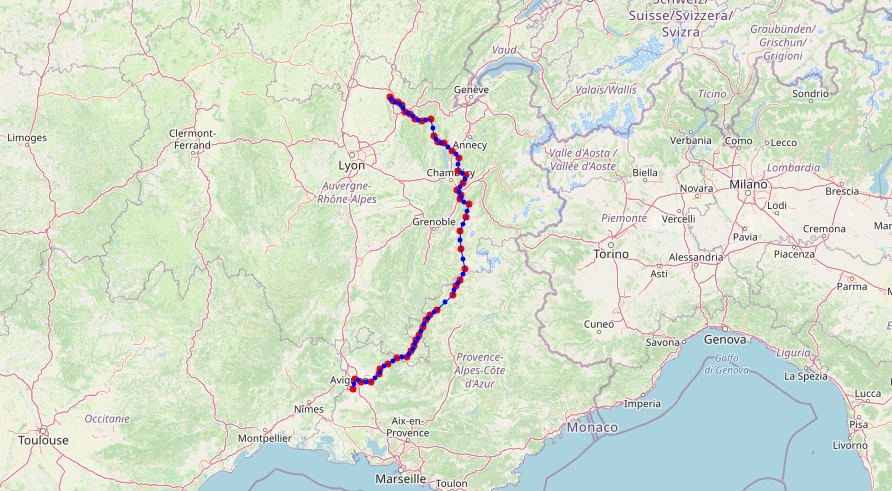 Schweiz/
Suisse/Svizzera/
Svizra
Graubünden/
Grischun/
Grigioni
Vaud
Genève
Valais/Wallis
Ticino
Sondrio
Limoges
Clermont-
Ferrand
Lyon
Annecy
Verbania
Como
Lecco
Valle d'Aosta /
Vallée d'Aoste
Biella
Lombardia
Auvergne-
Rhône-Alpes
Novara
Milano
Brescia
Lodi
Grenoble
Piemonte
Vercelli
Cremona
Pavia
Torino
Alessandria
Piacenza
Asti
Parma
Cuneo
Savona
Genova
Golfo
di Genova
Liguria
La Spezia
Provence-
Alpes-Côte
d'Azur
Nîmes
Occitanie
Imperia
Lucca
Aix-en-
Provence
Monaco
Pisa
Toulouse
Montpellier
Livorno
Marseille
Toulon